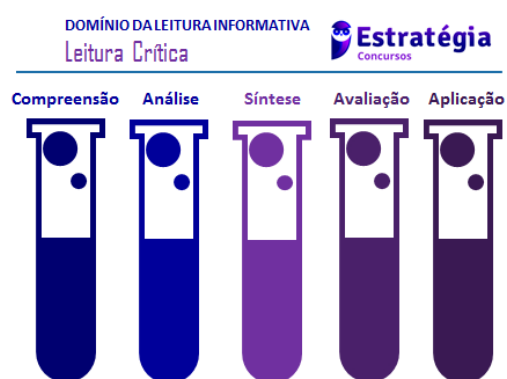 DOMÍNIO DA LEITURA INFORMATIVA
Leitura Crítica
Estratégia
Concursos
Compreensão Análise Síntese Avaliação Aplicação